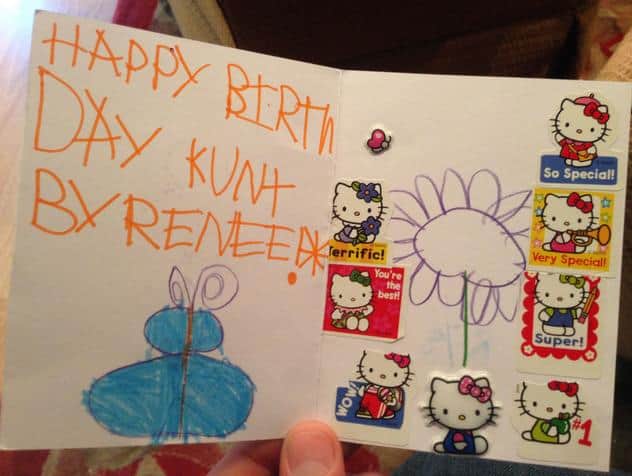 HAPPY BIRTH
DAY KUNT
BY RENEE!
So Special!
Terrific!
Very Special!
You're
the
best!
Super!
WOW!
#1